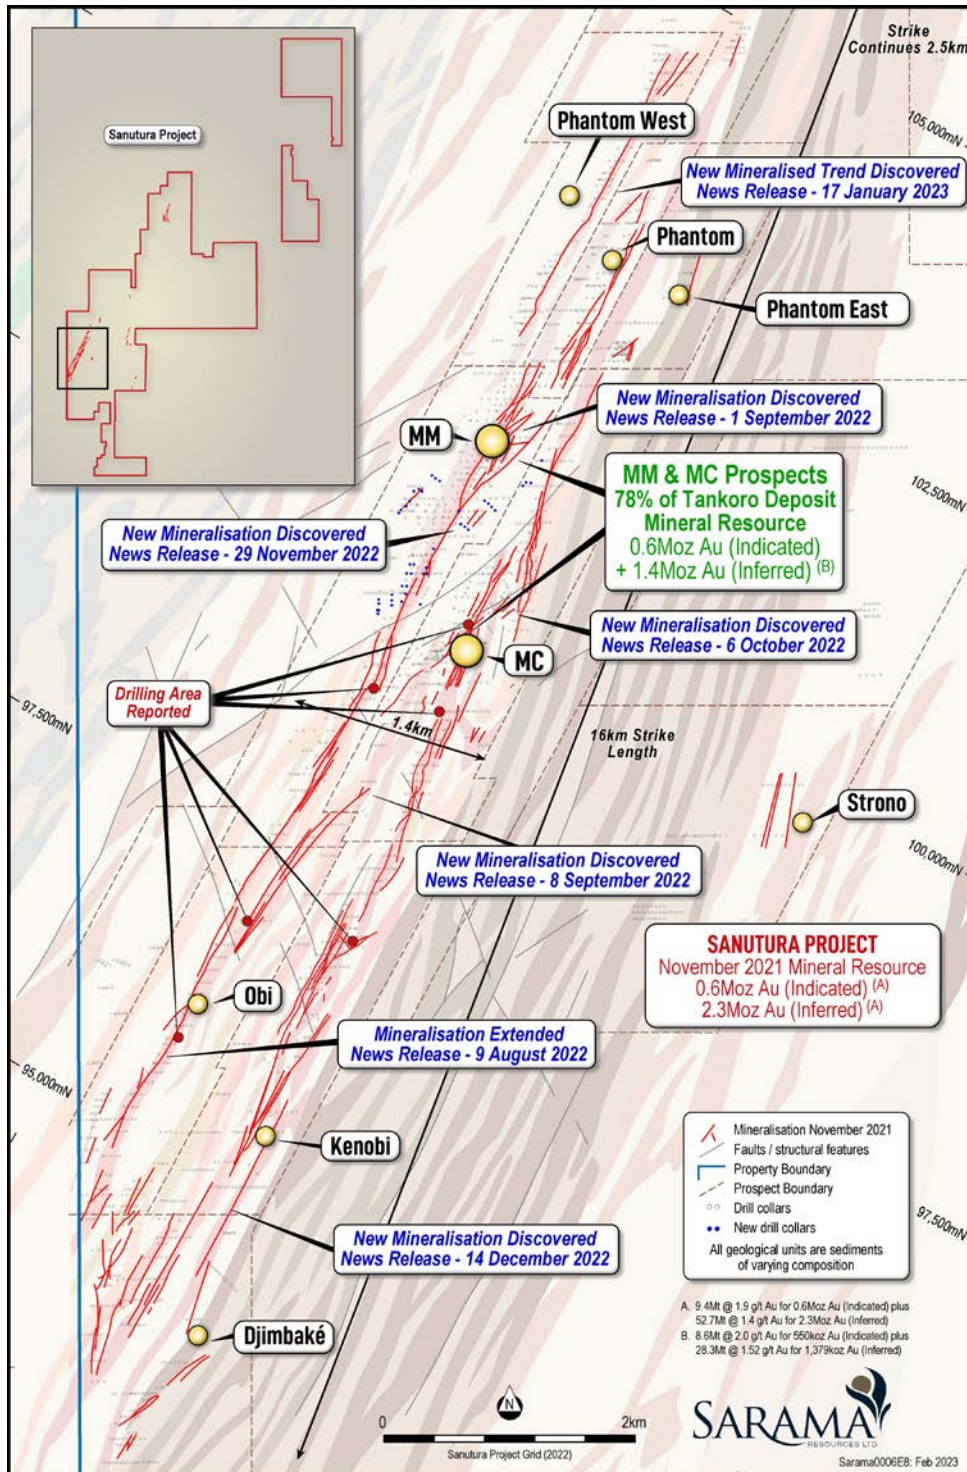 Strike
Continues 2.5km
Sanutura Project
Phantom West
105,000mN
New Mineralised Trend Discovered
News Release - 17 January 2023
Phantom
Phantom East
New Mineralisation Discovered
News Release - 1 September 2022
MM
MM & MC Prospects
78% of Tankoro Deposit
Mineral Resource
0.6Moz Au (Indicated)
+ 1.4Moz Au (Inferred) (B)
102,500mN
New Mineralisation Discovered
News Release - 29 November 2022
New Mineralisation Discovered
News Release - 6 October 2022
MC
Drilling Area
Reported
97,500mN
1.4km
16km Strike
Length
Strono
New Mineralisation Discovered
News Release - 8 September 2022
100,000mN
SANUTURA PROJECT
November 2021 Mineral Resource
0.6Moz Au (Indicated) (A)
2.3Moz Au (Inferred) (A)
Obi
Mineralisation Extended
News Release - 9 August 2022
95,000mN
Kenobi
Mineralisation November 2021
Faults / structural features
Property Boundary
Prospect Boundary
Drill collars
New drill collars
All geological units are sediments
of varying composition
97,500mN
New Mineralisation Discovered
News Release - 14 December 2022
Djimbaké
A. 9.4Mt @ 1.9 g/t Au for 0.6Moz Au (Indicated) plus
52.7Mt @ 1.4 g/t Au for 2.3Moz Au (Inferred)
B. 8.6Mt @ 2.0 g/t Au for 550koz Au (Indicated) plus
28.3Mt @ 1.52 g/t Au for 1,379koz Au (Inferred)
N
0
2km
Sanutura Project Grid (2022)
SARAMA
RESOURCES LTD
Sarama0006E8: Feb 2023